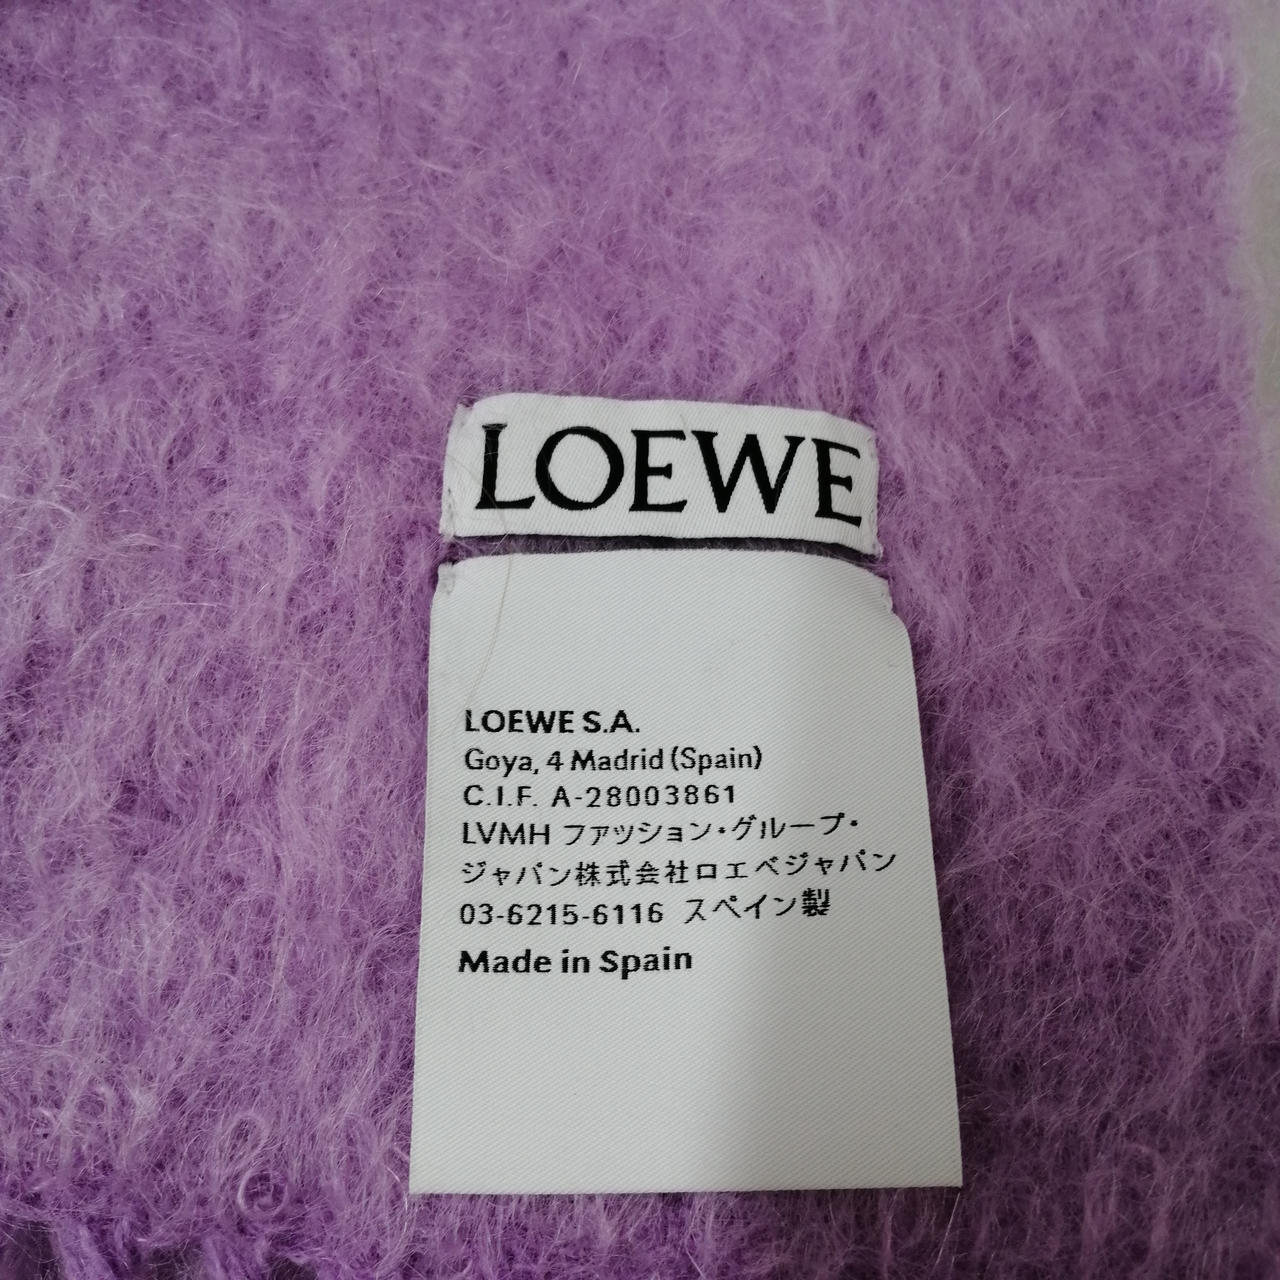 LOEWE
LOEWE S.A.
Goya, 4 Madrid (Spain)
C.I.F. A-28003861
LVMH ファッション・グループ・
ジャパン株式会社ロエベジャパン
03-6215-6116 スペイン製
Made in Spain